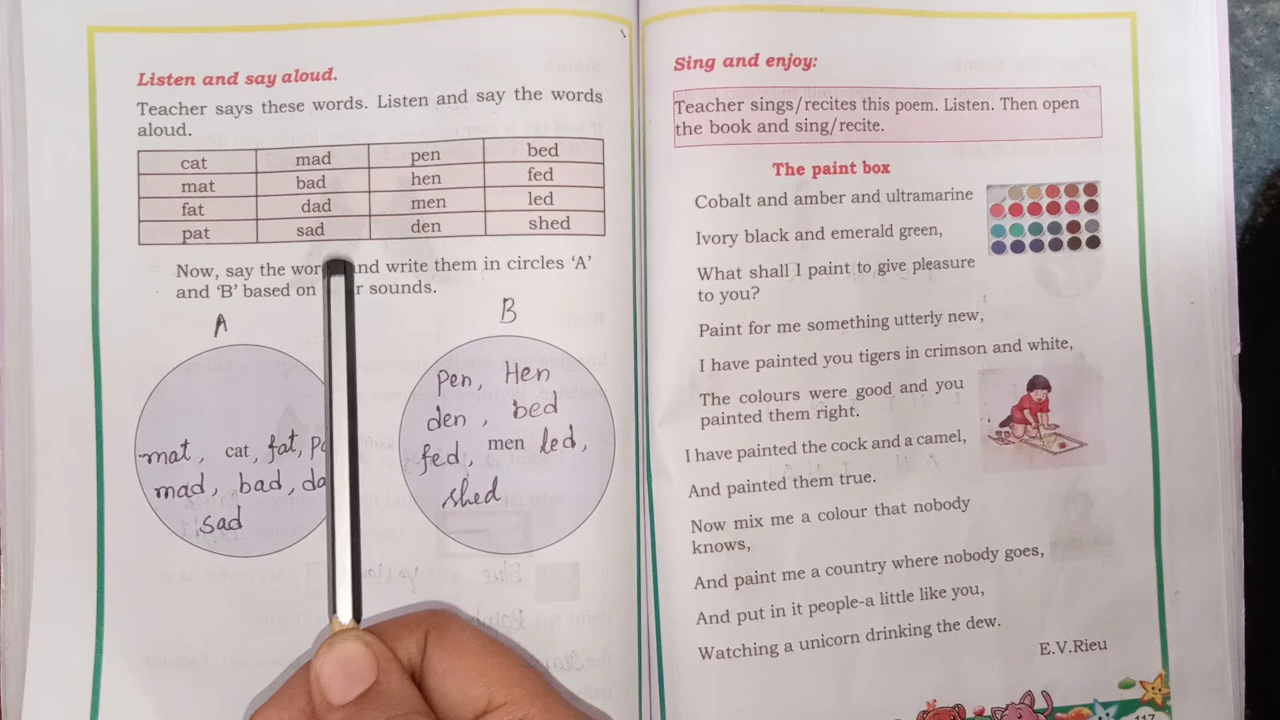 Listen and say aloud.
Teacher says these words. Listen and say the words
aloud.
cat mad pen bed
mat bad hen fed
fat dad men led
pat sad den shed
Now, say the and write them in circles ‘A’
and ‘B’ based on sounds.
A
mat, cat, fat,
mad, bad,
sad
B
Pen, Hen
den, bed
fed, men led,
shed
Sing and enjoy:
Teacher sings/recites this poem. Listen. Then open
the book and sing/recite.
The paint box
Cobalt and amber and ultramarine
Ivory black and emerald green,
What shall I paint to give pleasure
to you?
Paint for me something utterly new,
I have painted you tigers in crimson and white,
The colours were good and you
painted them right.
I have painted the cock and a camel,
And painted them true.
Now mix me a colour that nobody
knows,
And paint me a country where nobody goes,
And put in it people-a little like you,
Watching a unicorn drinking the dew.
E.V.Rieu
117